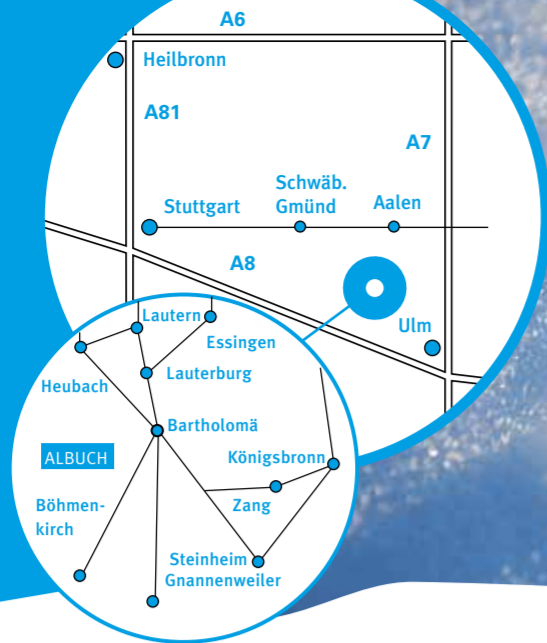 A6
Heilbronn
A81
A7
Schwäb.
Gmünd
Stuttgart
Aalen
A8
Ulm
Lautern
Essingen
Heubach
Lauterburg
Bartholomä
ALBUCH
Königsbronn
Zang
Böhmen-
kirch
Steinheim
Gnannenweiler